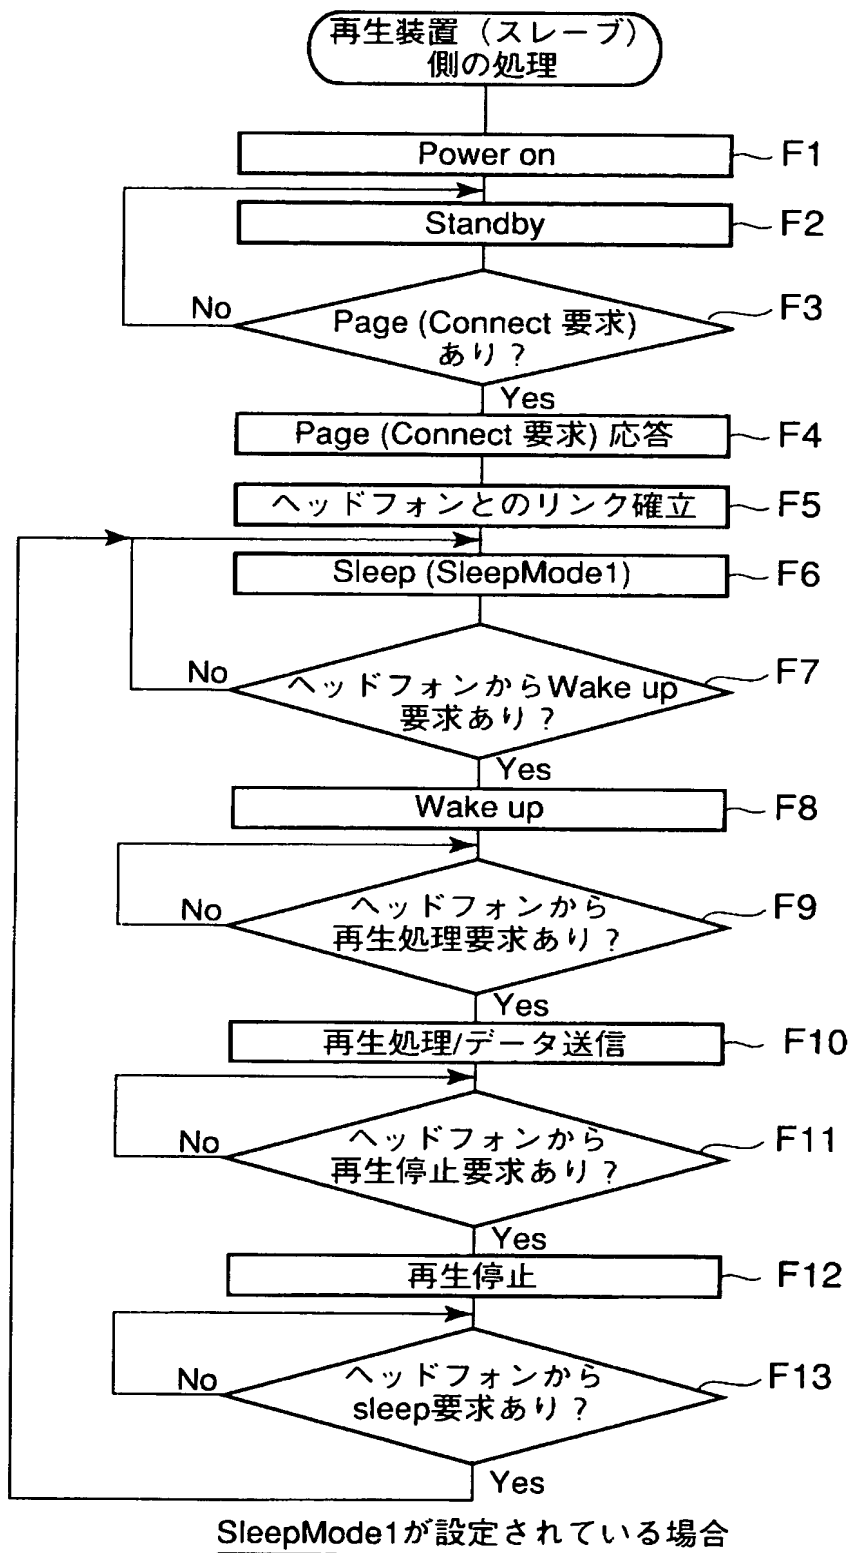 再生装置（スレーブ）
側の処理
Power on
F1
Standby
F2
No
Page (Connect 要求)
あり？
F3
Yes
Page (Connect 要求) 応答
F4
ヘッドフォンとのリンク確立
F5
Sleep (SleepMode1)
F6
No
ヘッドフォンからWake up
要求あり？
F7
Yes
Wake up
F8
No
ヘッドフォンから
再生処理要求あり？
F9
Yes
再生処理/データ送信
F10
No
ヘッドフォンから
再生停止要求あり？
F11
Yes
再生停止
F12
No
ヘッドフォンから
sleep要求あり？
F13
Yes
SleepMode1が設定されている場合